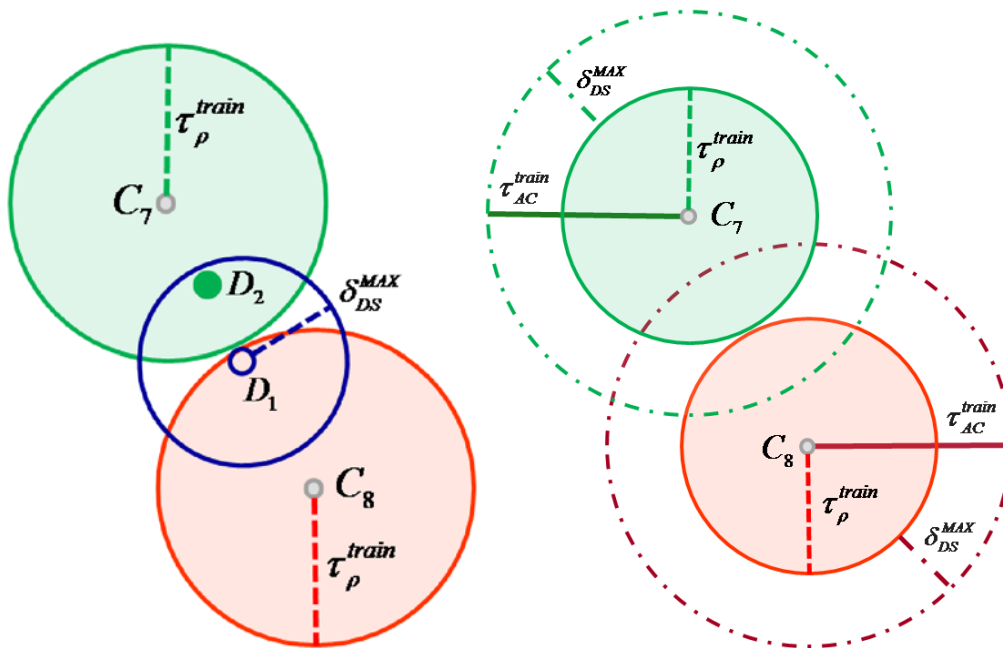 τ_ρ^train
C_7
D_2
δ_DS^MAX
D_1
C_8
τ_ρ^train
δ_DS^MAX
τ_ρ^train
τ_AC^train
C_7
τ_AC^train
C_8
τ_ρ^train
δ_DS^MAX